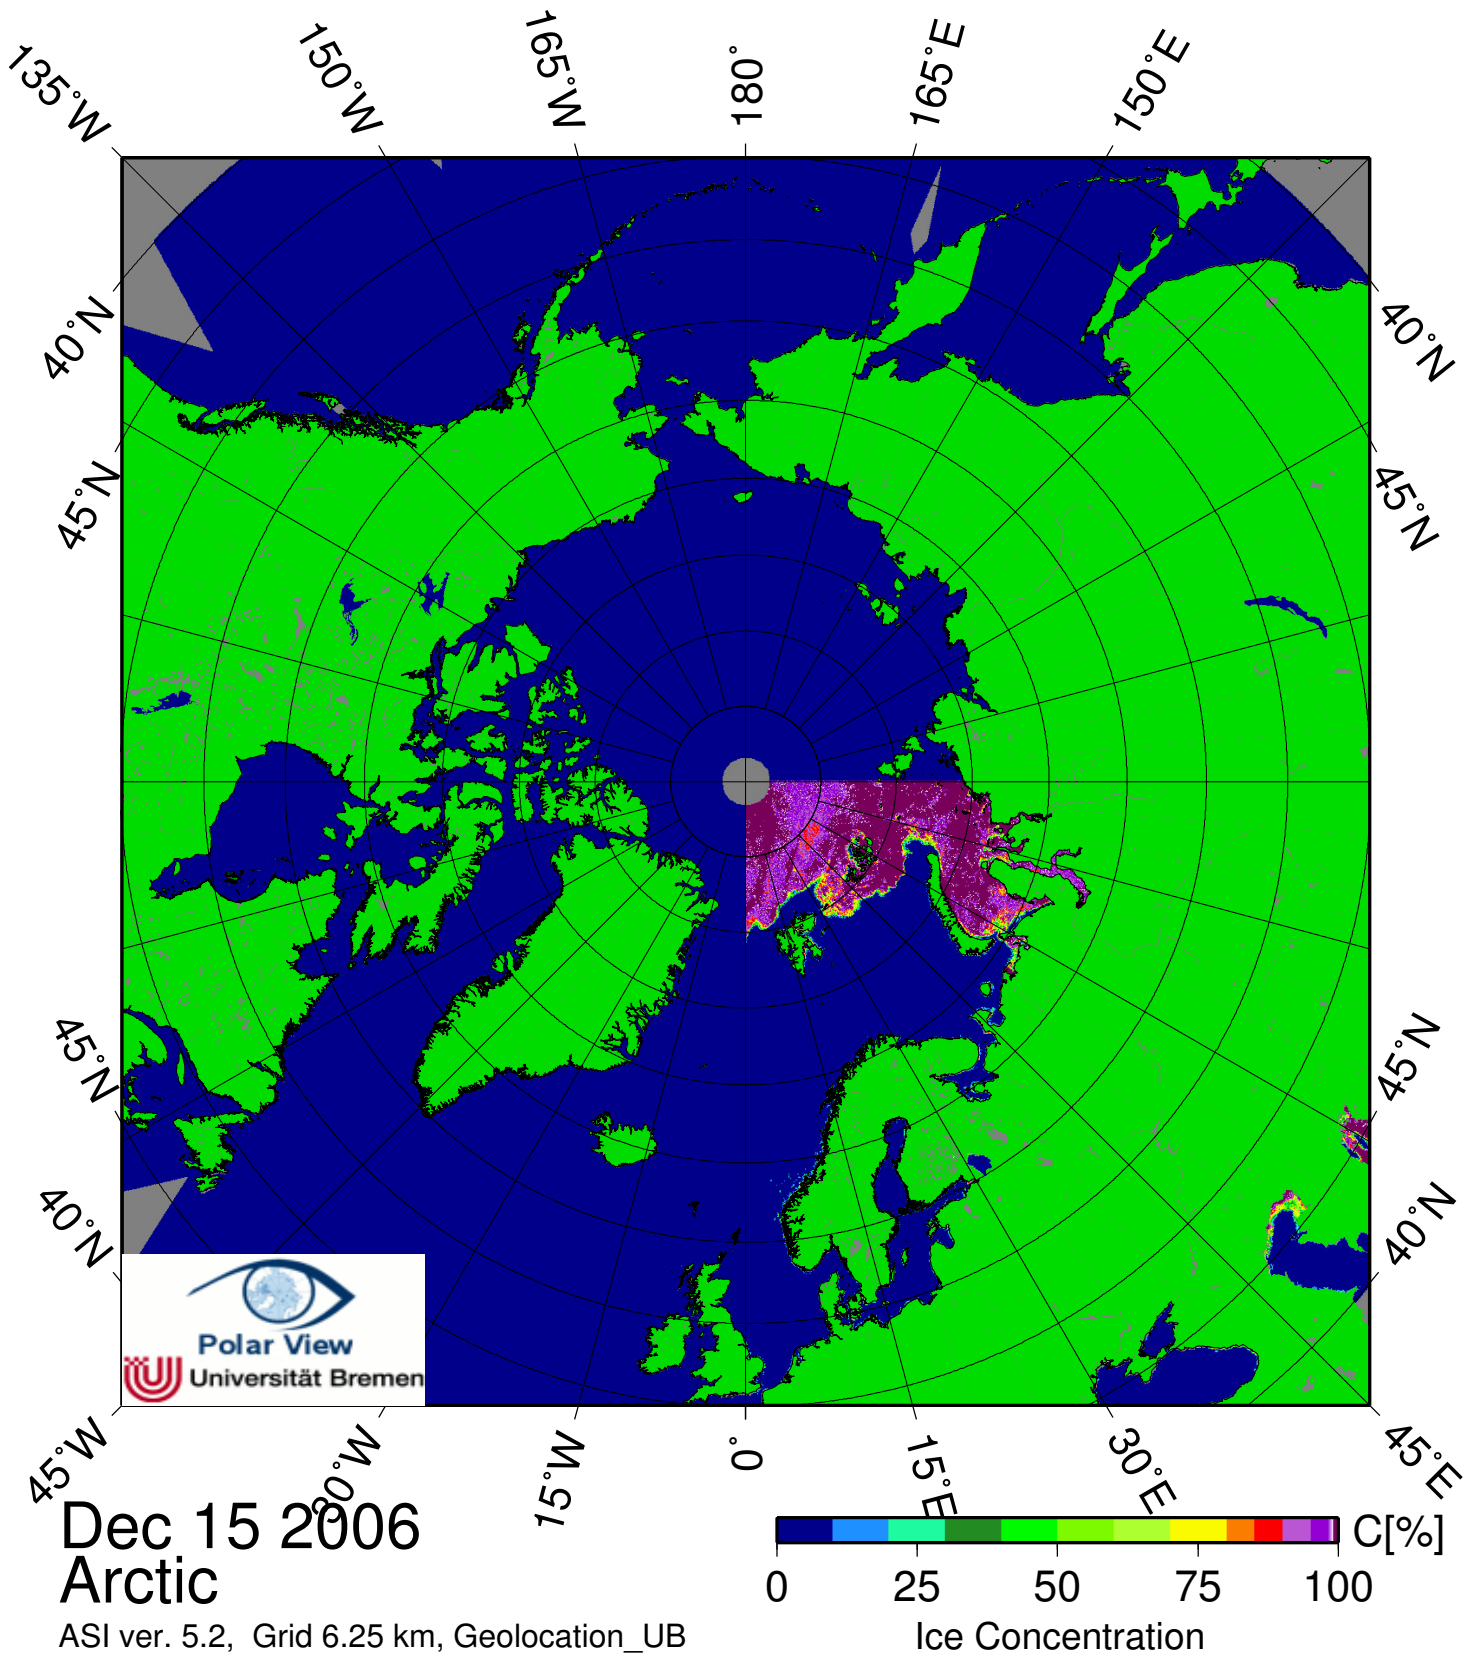 135°W
150°W
165°W
180°
165°E
150°E
40°N
40°N
45°N
45°N
45°N
45°N
40°N
40°N
Polar View
Universität Bremen
45°W
30°W
15°W
0°
15°E
30°E
45°E
Dec 15 2006
Arctic
ASI ver. 5.2, Grid 6.25 km, Geolocation_UB
C[%]
0 25 50 75 100
Ice Concentration